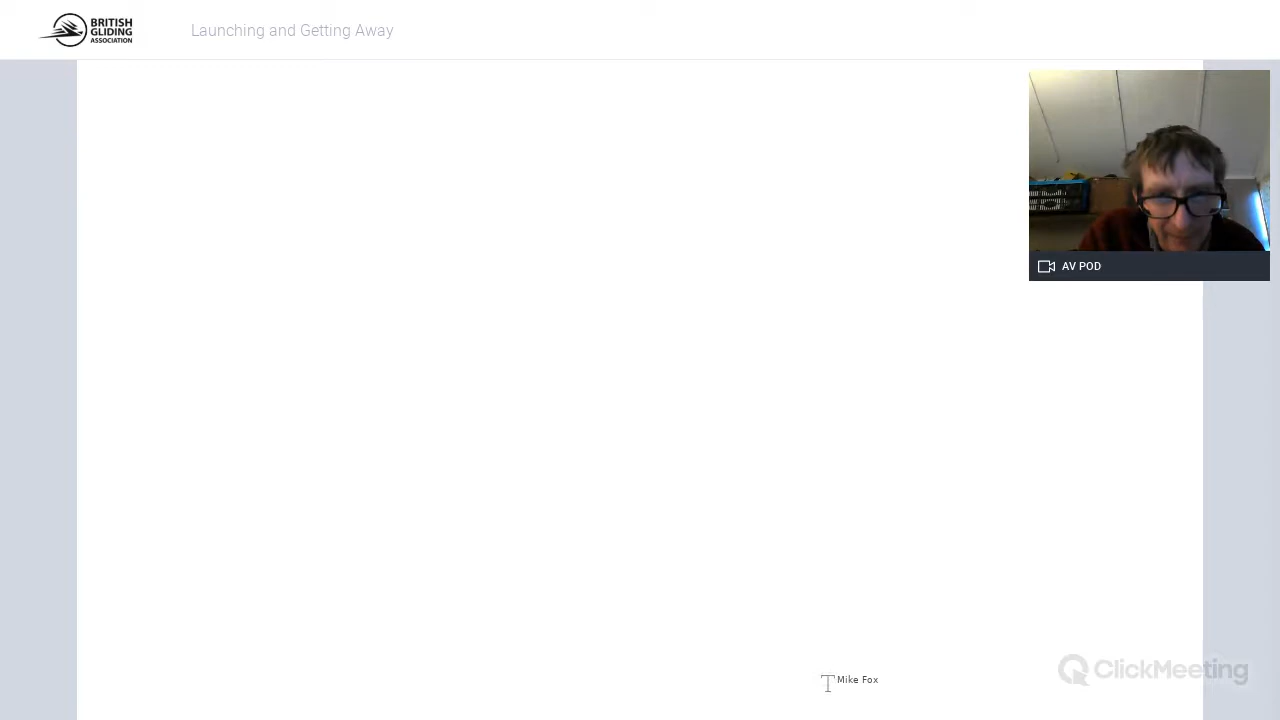 BRITISH
GLIDING
ASSOCIATION
Launching and Getting Away
AV POD
Mike Fox
ClickMeeting